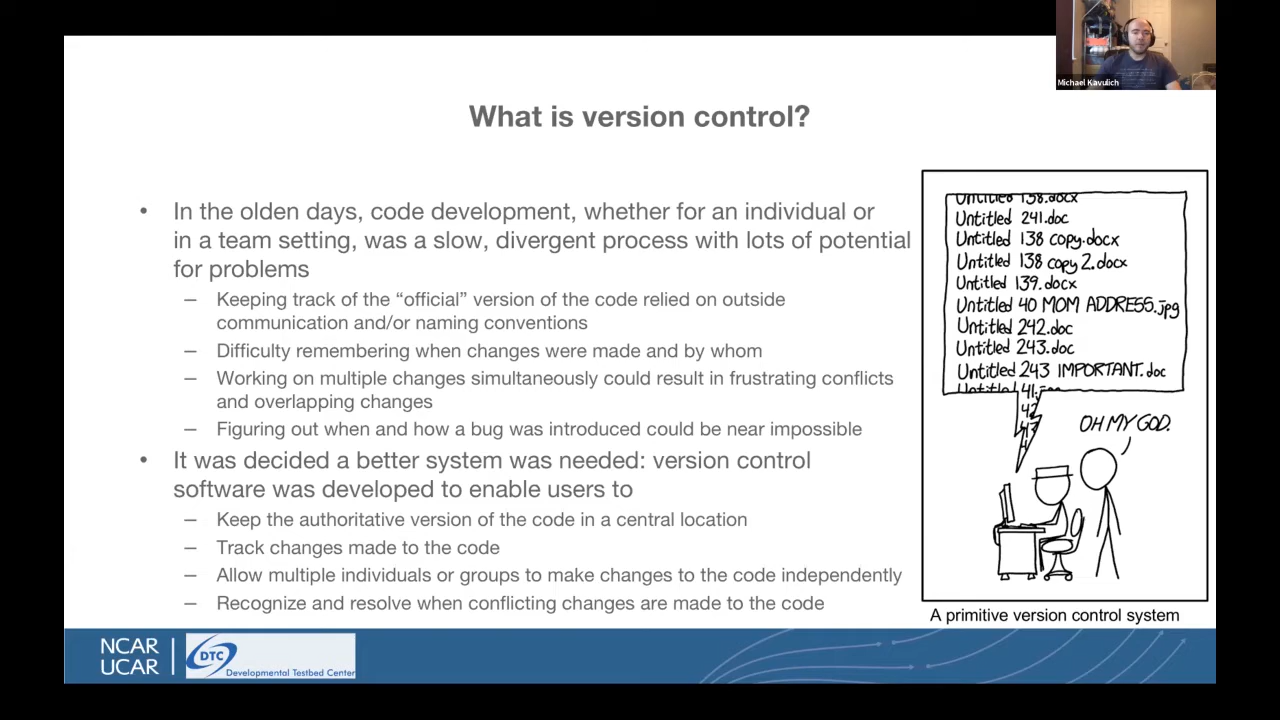 Michael Kavulich
What is version control?
• In the olden days, code development, whether for an individual or
in a team setting, was a slow, divergent process with lots of potential
for problems
– Keeping track of the “official” version of the code relied on outside
communication and/or naming conventions
– Difficulty remembering when changes were made and by whom
– Working on multiple changes simultaneously could result in frustrating conflicts
and overlapping changes
– Figuring out when and how a bug was introduced could be near impossible
• It was decided a better system was needed: version control
software was developed to enable users to
– Keep the authoritative version of the code in a central location
– Track changes made to the code
– Allow multiple individuals or groups to make changes to the code independently
– Recognize and resolve when conflicting changes are made to the code
Untitled 138.docx
Untitled 241.doc
Untitled 138 copy.docx
Untitled 138 copy 2.docx
Untitled 139.docx
Untitled 40 MOM ADDRESS.jpg
Untitled 242.doc
Untitled 243.doc
Untitled 243 IMPORTANT.doc
OH MY GOD.
A primitive version control system
NCAR
UCAR
DTC
Developmental Testbed Center